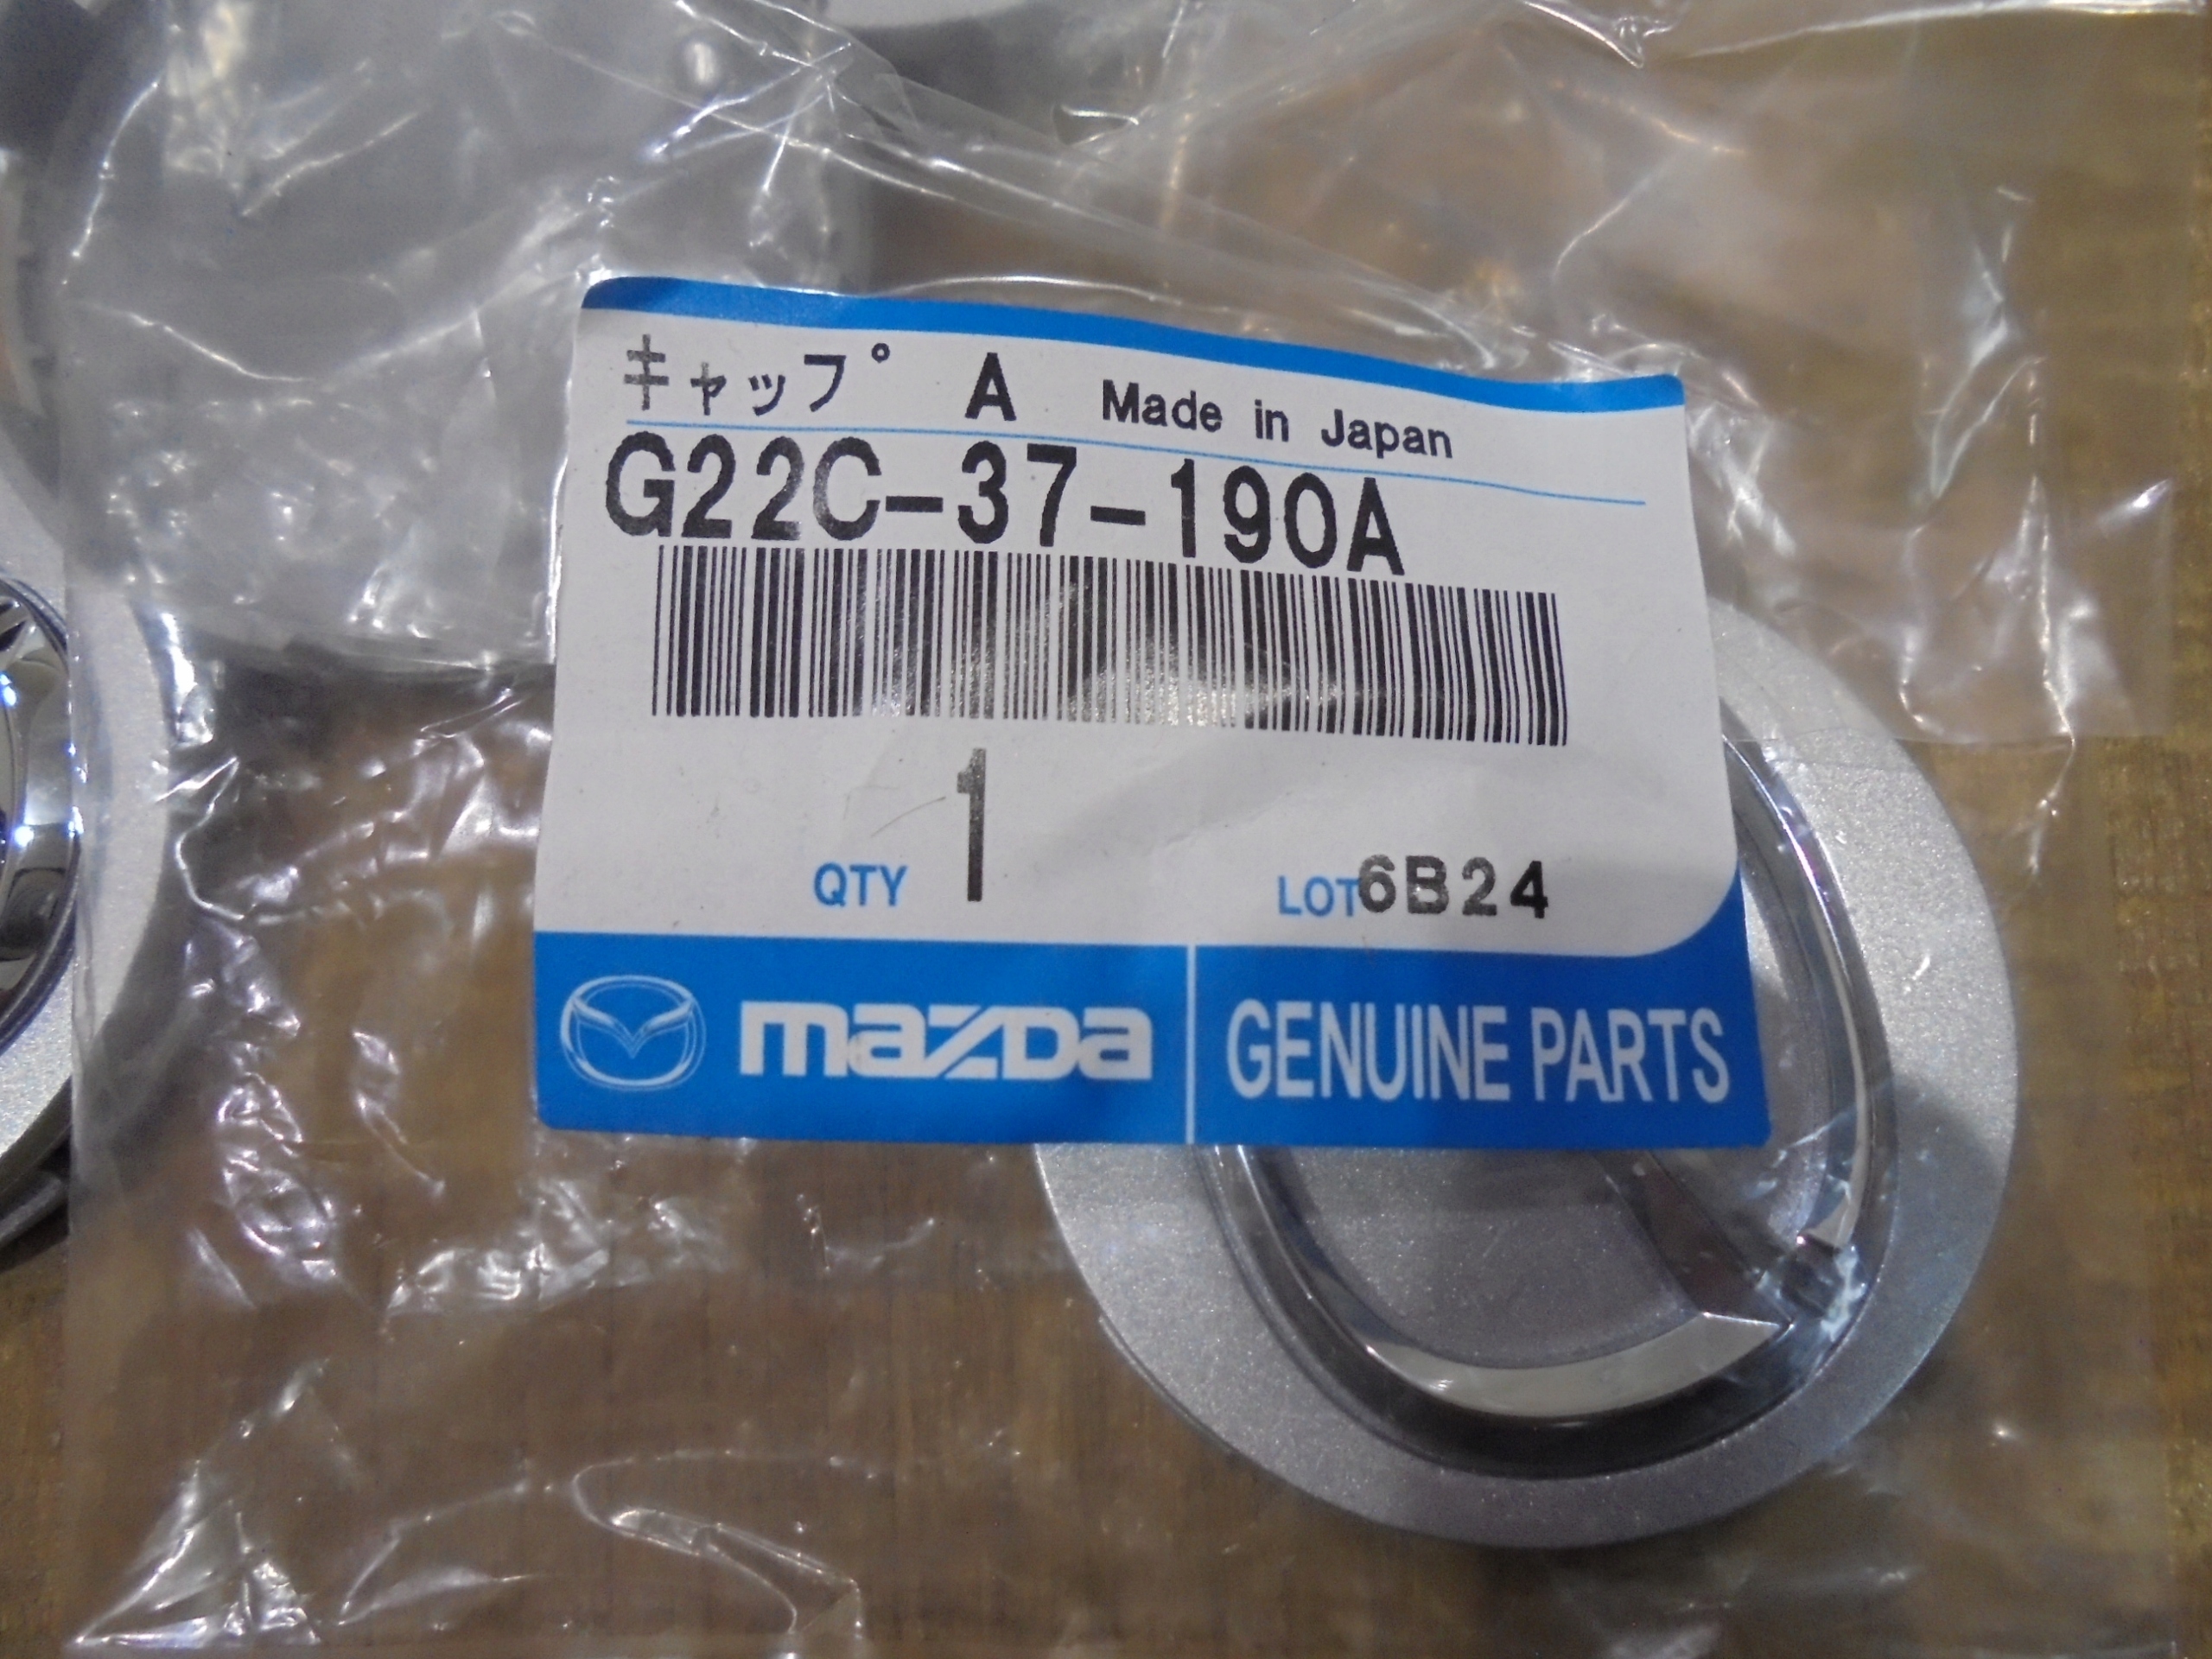 キャップ A Made in Japan
G22C-37-190A
1
QTY LOT 6B24
mazda GENUINE PARTS